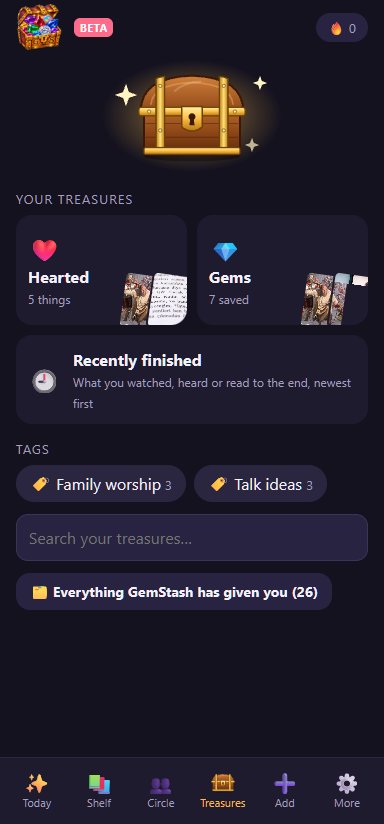 BETA
0
YOUR TREASURES
Hearted
5 things
Gems
7 saved
Recently finished
What you watched, heard or read to the end, newest
first
TAGS
Family worship 3
Talk ideas 3
Search your treasures...
Everything GemStash has given you (26)
Today
Shelf
Circle
Treasures
Add
More